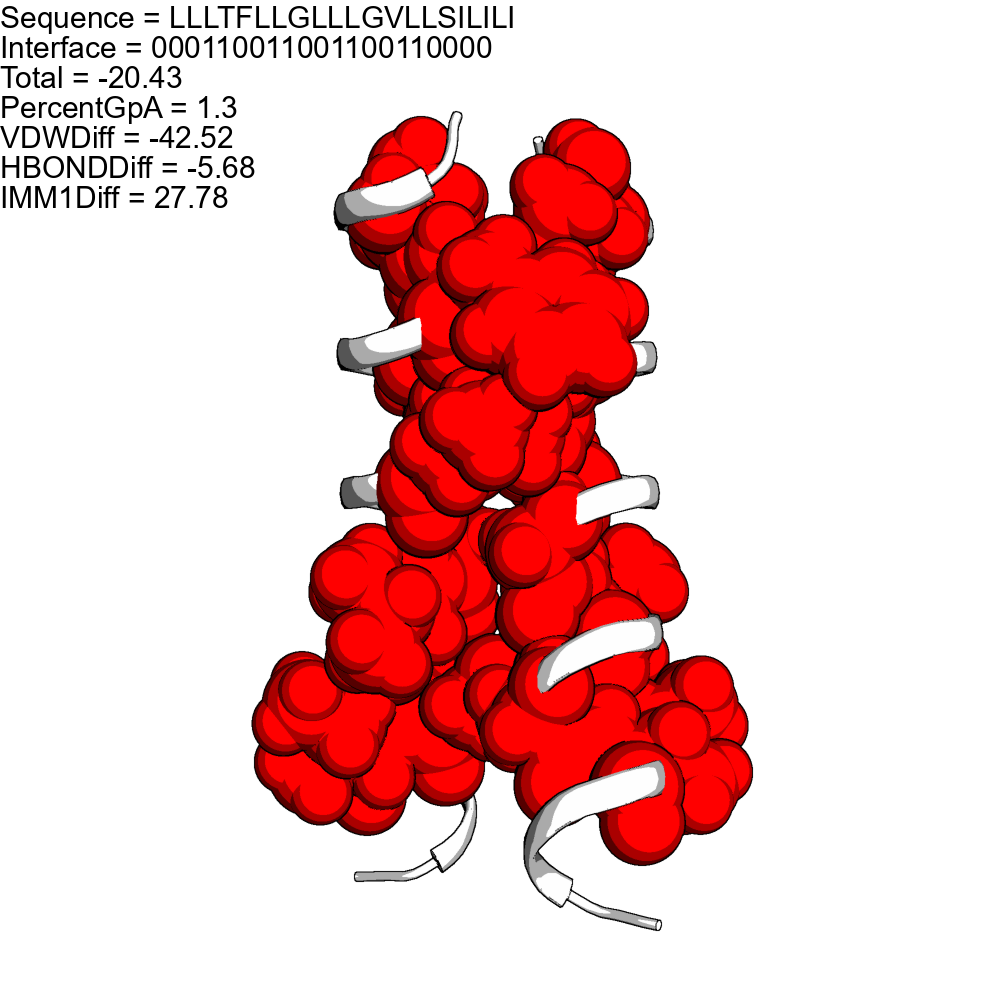 Sequence = LLLTFLLGLLLGVLLSILILI
Interface = 000110011001100110000
Total = -20.43
PercentGpA = 1.3
VDWDiff = -42.52
HBONDDiff = -5.68
IMM1Diff = 27.78